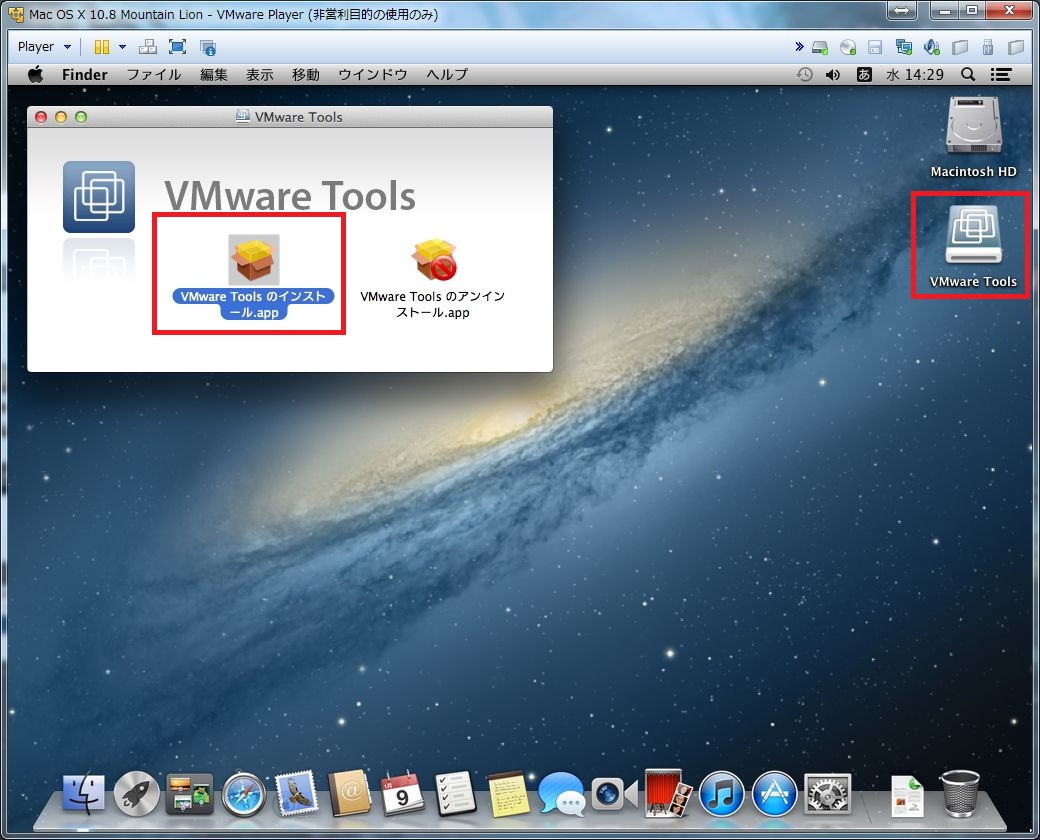 Mac OS X 10.8 Mountain Lion - VMware Player (非営利目的の使用のみ)
Player
Finder ファイル 編集 表示 移動 ウインドウ ヘルプ
あ 水 14:29
VMware Tools
VMware Tools
VMware Tools のインスト
ール.app
VMware Tools のアンイン
ストール.app
Macintosh HD
VMware Tools
9